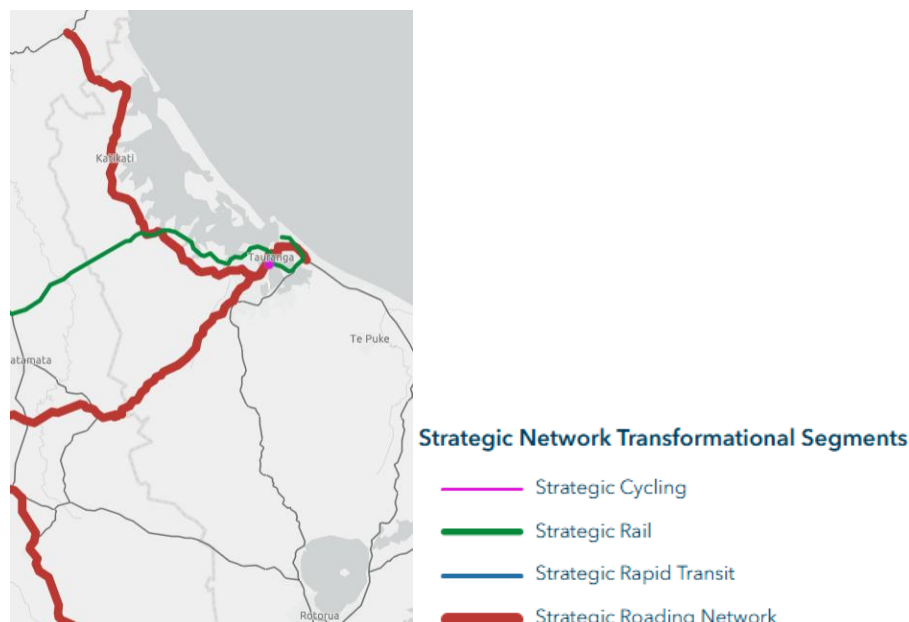 Katikati
Tauranga
Te Puke
atamata
Strategic Network Transformational Segments
Strategic Cycling
Strategic Rail
Strategic Rapid Transit
Strategic Roading Network
Rotorua